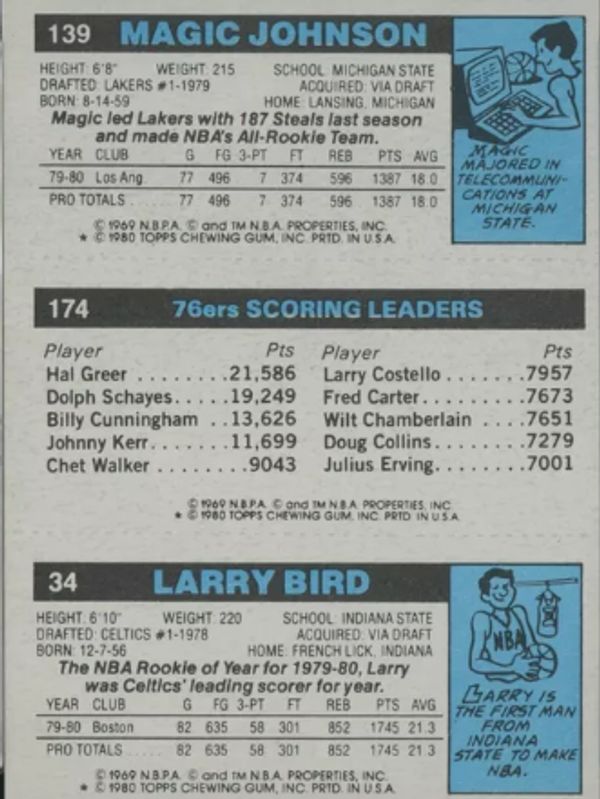 139 MAGIC JOHNSON
HEIGHT: 6'8" WEIGHT: 215 SCHOOL: MICHIGAN STATE
DRAFTED: LAKERS #1-1979 ACQUIRED: VIA DRAFT
BORN: 8-14-59 HOME: LANSING, MICHIGAN
Magic led Lakers with 187 Steals last season
and made NBA's All-Rookie Team.
YEAR CLUB G FG 3-PT FT REB PTS AVG
79-80 Los Ang. 77 496 7 374 596 1387 18.0
PRO TOTALS ..... 77 496 7 374 596 1387 18.0
© 1969 N.B.P.A. © and TM N.B.A. PROPERTIES, INC.
★ © 1980 TOPPS CHEWING GUM, INC. PRTD. IN U.S.A.
MAGIC
MAJORED IN
TELECOMMUNI-
CATIONS AT
MICHIGAN
STATE.
174 76ers SCORING LEADERS
Player Pts Player Pts
Hal Greer ........21,586 Larry Costello .......7957
Dolph Schayes.....19,249 Fred Carter.........7673
Billy Cunningham ..13,626 Wilt Chamberlain ....7651
Johnny Kerr.......11,699 Doug Collins........7279
Chet Walker ........9043 Julius Erving........7001
© 1969 N.B.P.A. © and TM N.B.A. PROPERTIES, INC.
★ © 1980 TOPPS CHEWING GUM, INC. PRTD. IN U.S.A.
34 LARRY BIRD
HEIGHT: 6'10" WEIGHT: 220 SCHOOL: INDIANA STATE
DRAFTED: CELTICS #1-1978 ACQUIRED: VIA DRAFT
BORN: 12-7-56 HOME: FRENCH LICK, INDIANA
The NBA Rookie of Year for 1979-80, Larry
was Celtics' leading scorer for year.
YEAR CLUB G FG 3-PT FT REB PTS AVG
79-80 Boston 82 635 58 301 852 1745 21.3
PRO TOTALS ..... 82 635 58 301 852 1745 21.3
© 1969 N.B.P.A. © and TM N.B.A. PROPERTIES, INC.
★ © 1980 TOPPS CHEWING GUM, INC. PRTD. IN U.S.A.
NBA
LARRY IS
THE FIRST MAN
FROM
INDIANA
STATE TO MAKE
NBA.